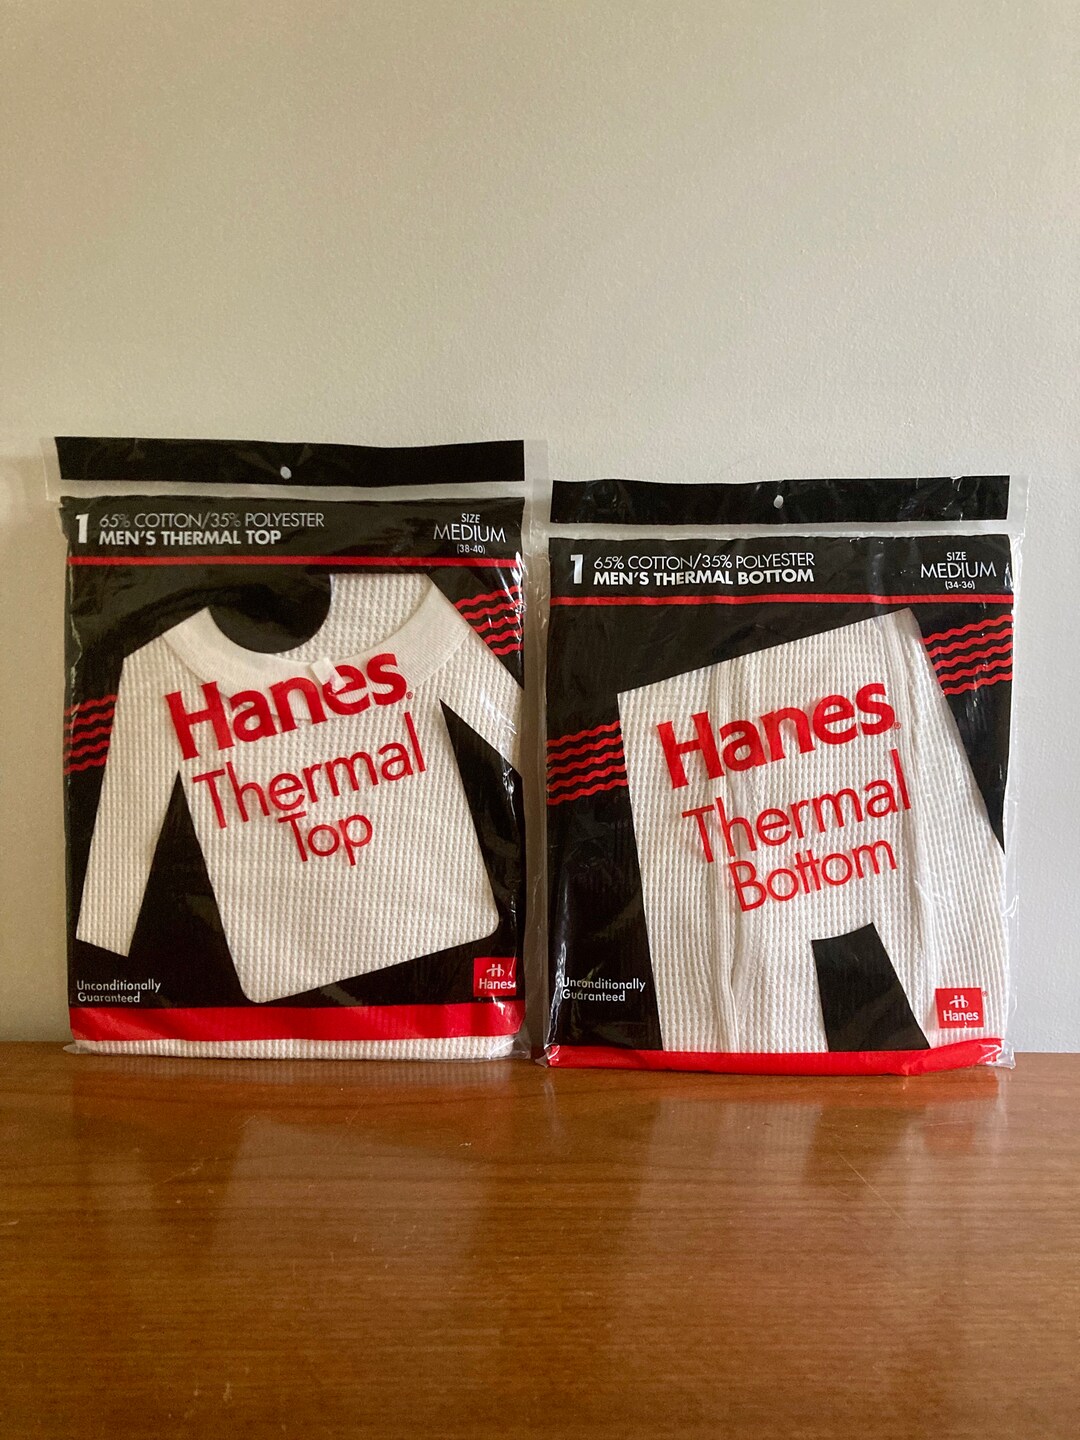 1 65% COTTON/35% POLYESTER
MEN'S THERMAL TOP
SIZE
MEDIUM
(38-40)
Hanes®
Thermal
Top
Unconditionally
Guaranteed
Hanes
1 65% COTTON/35% POLYESTER
MEN'S THERMAL BOTTOM
SIZE
MEDIUM
(34-36)
Hanes®
Thermal
Bottom
Unconditionally
Guaranteed
Hanes